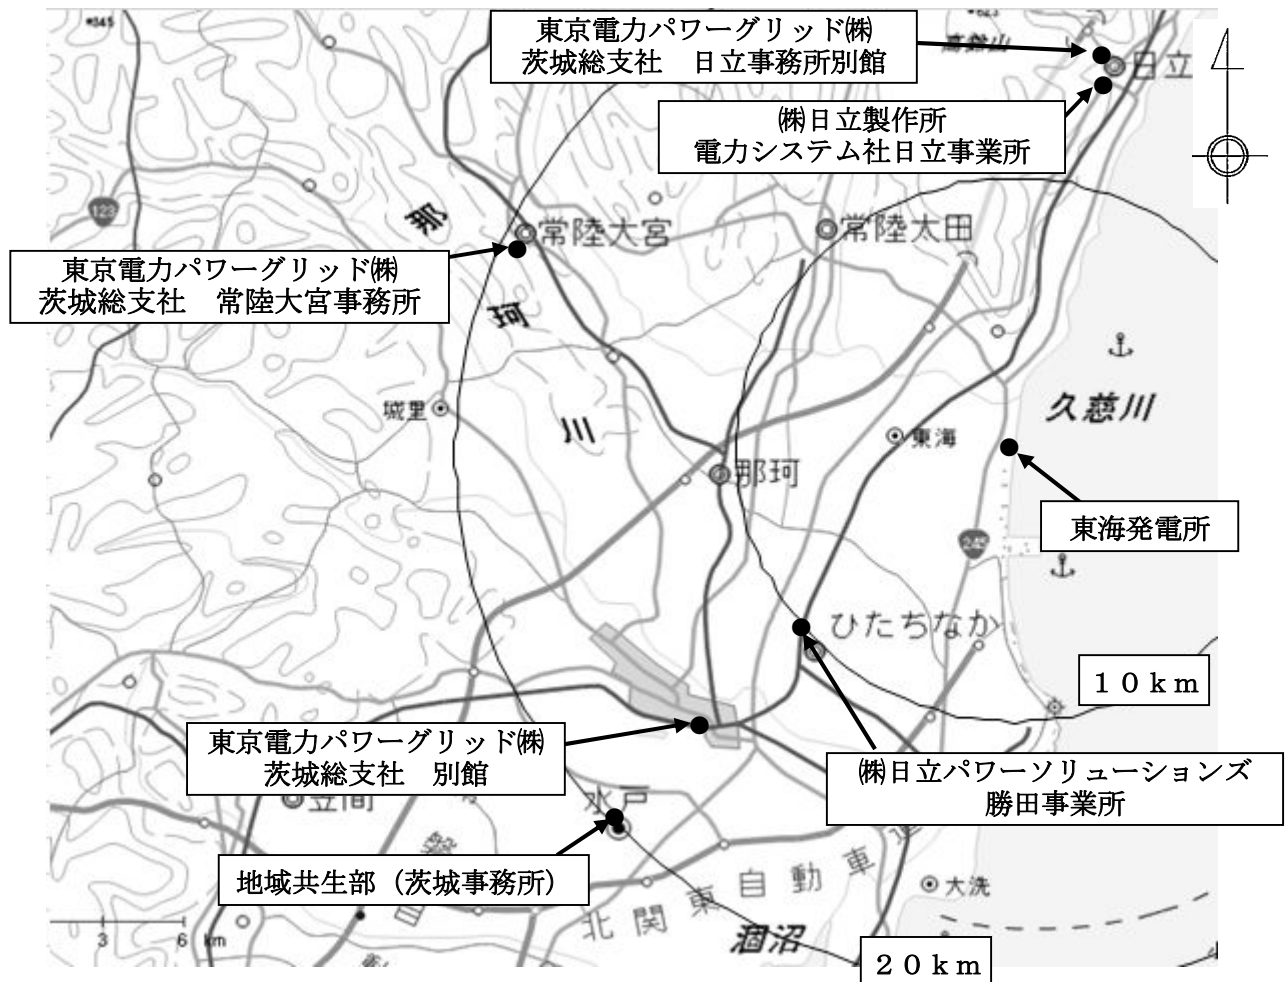 東京電力パワーグリッド㈱
茨城総支社　日立事務所別館
㈱日立製作所
電力システム社日立事業所
日立
123
那
珂
川
常陸大宮
常陸太田
東京電力パワーグリッド㈱
茨城総支社　常陸大宮事務所
城里
久慈川
東海
那珂
東海発電所
245
ひたちなか
１０ｋｍ
東京電力パワーグリッド㈱
茨城総支社　別館
㈱日立パワーソリューションズ
勝田事業所
笠間
水戸
地域共生部（茨城事務所）
北関東自動車
大洗
涸沼
3 6 km
２０ｋｍ